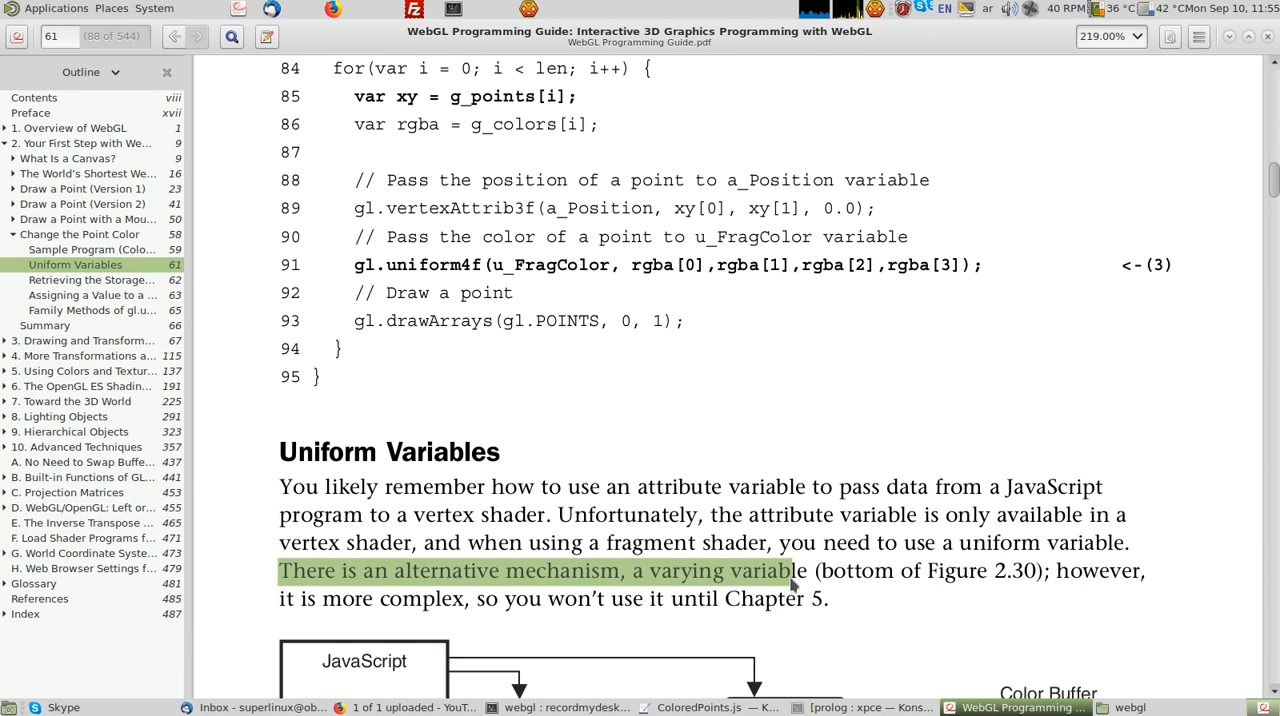 Applications Places System
EN
ar
40 RPM
36 °C
42 °C
Mon Sep 10, 11:55
61
(88 of 544)
WebGL Programming Guide: Interactive 3D Graphics Programming with WebGL
WebGL Programming Guide.pdf
219.00%
Outline
Contents viii
Preface xvii
1. Overview of WebGL 1
2. Your First Step with We... 9
What Is a Canvas? 9
The World's Shortest We... 16
Draw a Point (Version 1) 23
Draw a Point (Version 2) 41
Draw a Point with a Mou... 50
Change the Point Color 58
Sample Program (Colo... 59
Uniform Variables 61
Retrieving the Storage... 62
Assigning a Value to a ... 63
Family Methods of gl.u... 65
Summary 66
3. Drawing and Transform... 67
4. More Transformations a... 115
5. Using Colors and Textur... 137
6. The OpenGL ES Shadin... 191
7. Toward the 3D World 225
8. Lighting Objects 291
9. Hierarchical Objects 323
10. Advanced Techniques 357
A. No Need to Swap Buffe... 437
B. Built-in Functions of GL... 441
C. Projection Matrices 453
D. WebGL/OpenGL: Left or... 455
E. The Inverse Transpose ... 465
F. Load Shader Programs f... 471
G. World Coordinate Syste... 473
H. Web Browser Settings f... 479
Glossary 481
References 485
Index 487
84 for(var i = 0; i < len; i++) {
85 var xy = g_points[i];
86 var rgba = g_colors[i];
87
88 // Pass the position of a point to a_Position variable
89 gl.vertexAttrib3f(a_Position, xy[0], xy[1], 0.0);
90 // Pass the color of a point to u_FragColor variable
91 gl.uniform4f(u_FragColor, rgba[0],rgba[1],rgba[2],rgba[3]); <-(3)
92 // Draw a point
93 gl.drawArrays(gl.POINTS, 0, 1);
94 }
95 }
Uniform Variables
You likely remember how to use an attribute variable to pass data from a JavaScript
program to a vertex shader. Unfortunately, the attribute variable is only available in a
vertex shader, and when using a fragment shader, you need to use a uniform variable.
There is an alternative mechanism, a varying variable (bottom of Figure 2.30); however,
it is more complex, so you won't use it until Chapter 5.
JavaScript
Color Buffer
Skype
Inbox - superlinux@ob...
1 of 1 uploaded - YouT...
webgl : recordmydesk...
ColoredPoints.js — K...
[prolog : xpce — Kons...
WebGL Programming ...
webgl